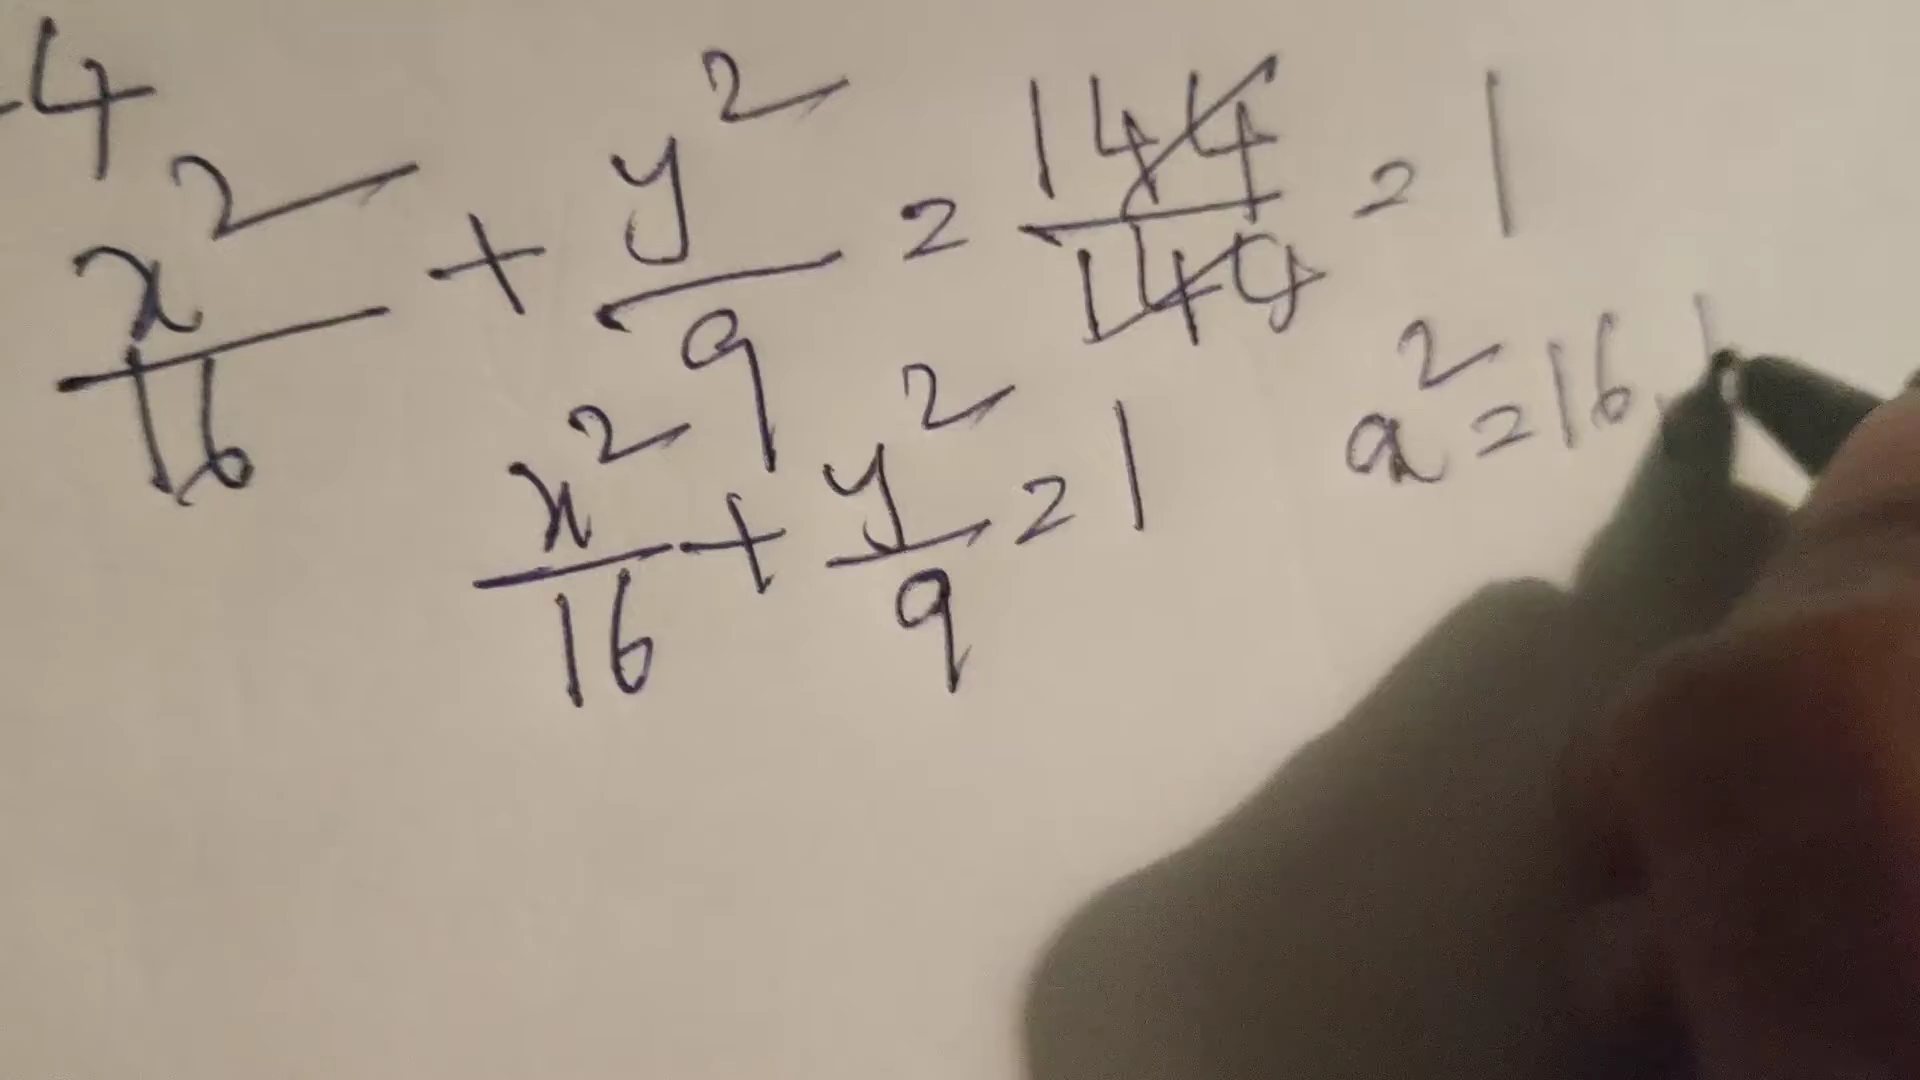 4
x²/16 + y²/9 = 144/144 = 1
x²/16 + y²/9 = 1
a² = 16,